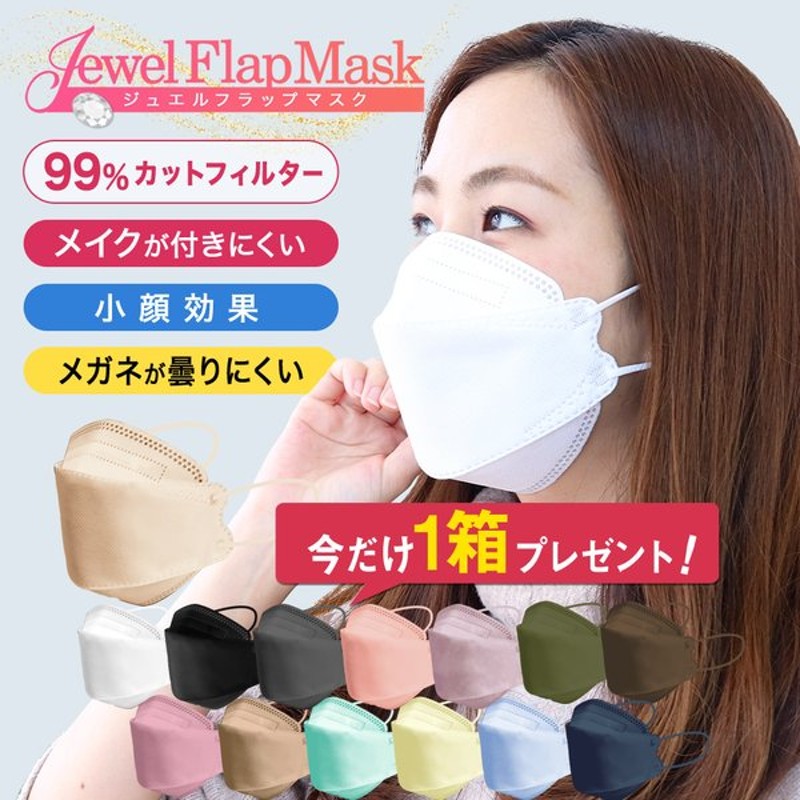 Jewel Flap Mask
ジュエルフラップマスク
99%カットフィルター
メイクが付きにくい
小顔効果
メガネが曇りにくい
今だけ1箱プレゼント!